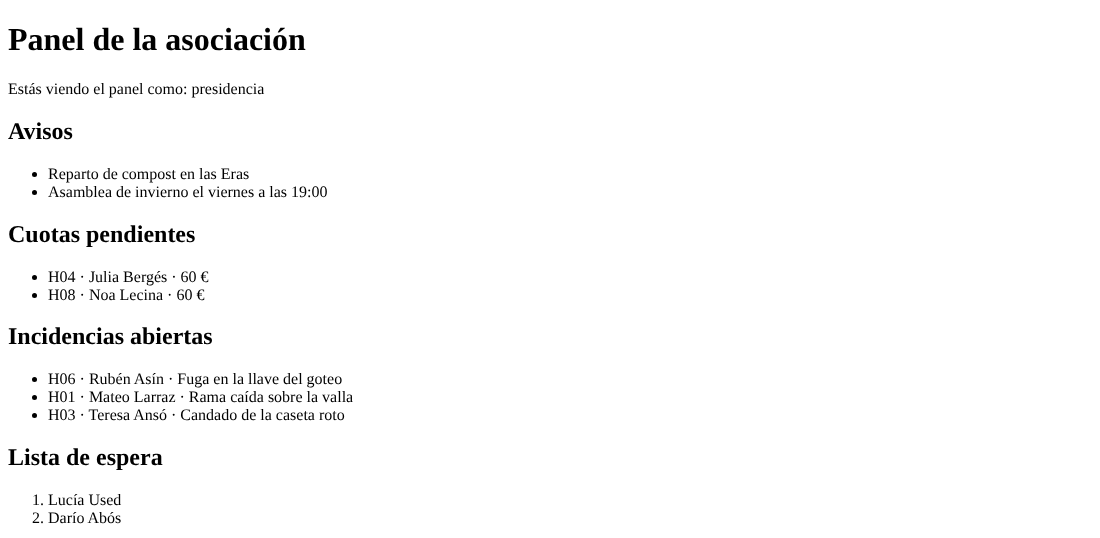 Panel de la asociación
Estás viendo el panel como: presidencia
Avisos
• Reparto de compost en las Eras
• Asamblea de invierno el viernes a las 19:00
Cuotas pendientes
• H04 · Julia Bergés · 60 €
• H08 · Noa Lecina · 60 €
Incidencias abiertas
• H06 · Rubén Asín · Fuga en la llave del goteo
• H01 · Mateo Larraz · Rama caída sobre la valla
• H03 · Teresa Ansó · Candado de la caseta roto
Lista de espera
1. Lucía Used
2. Darío Abós